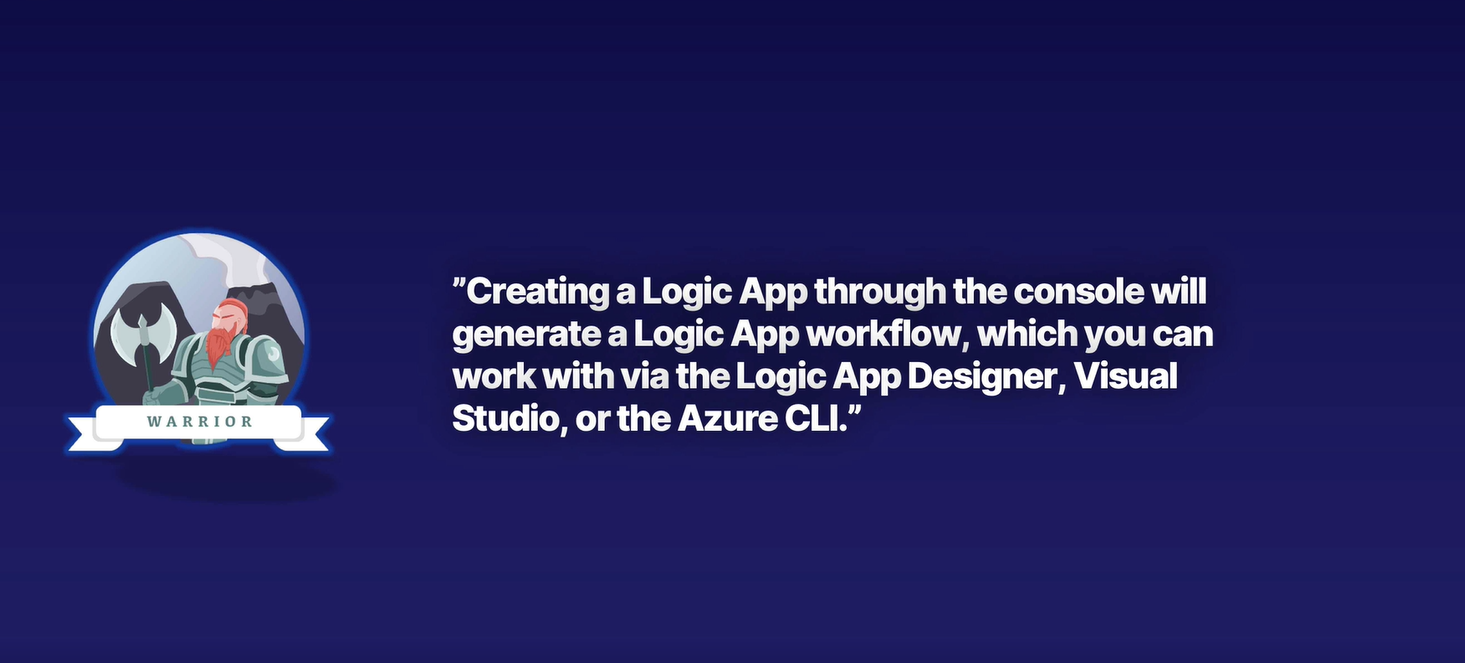 WARRIOR
”Creating a Logic App through the console will
generate a Logic App workflow, which you can
work with via the Logic App Designer, Visual
Studio, or the Azure CLI.”